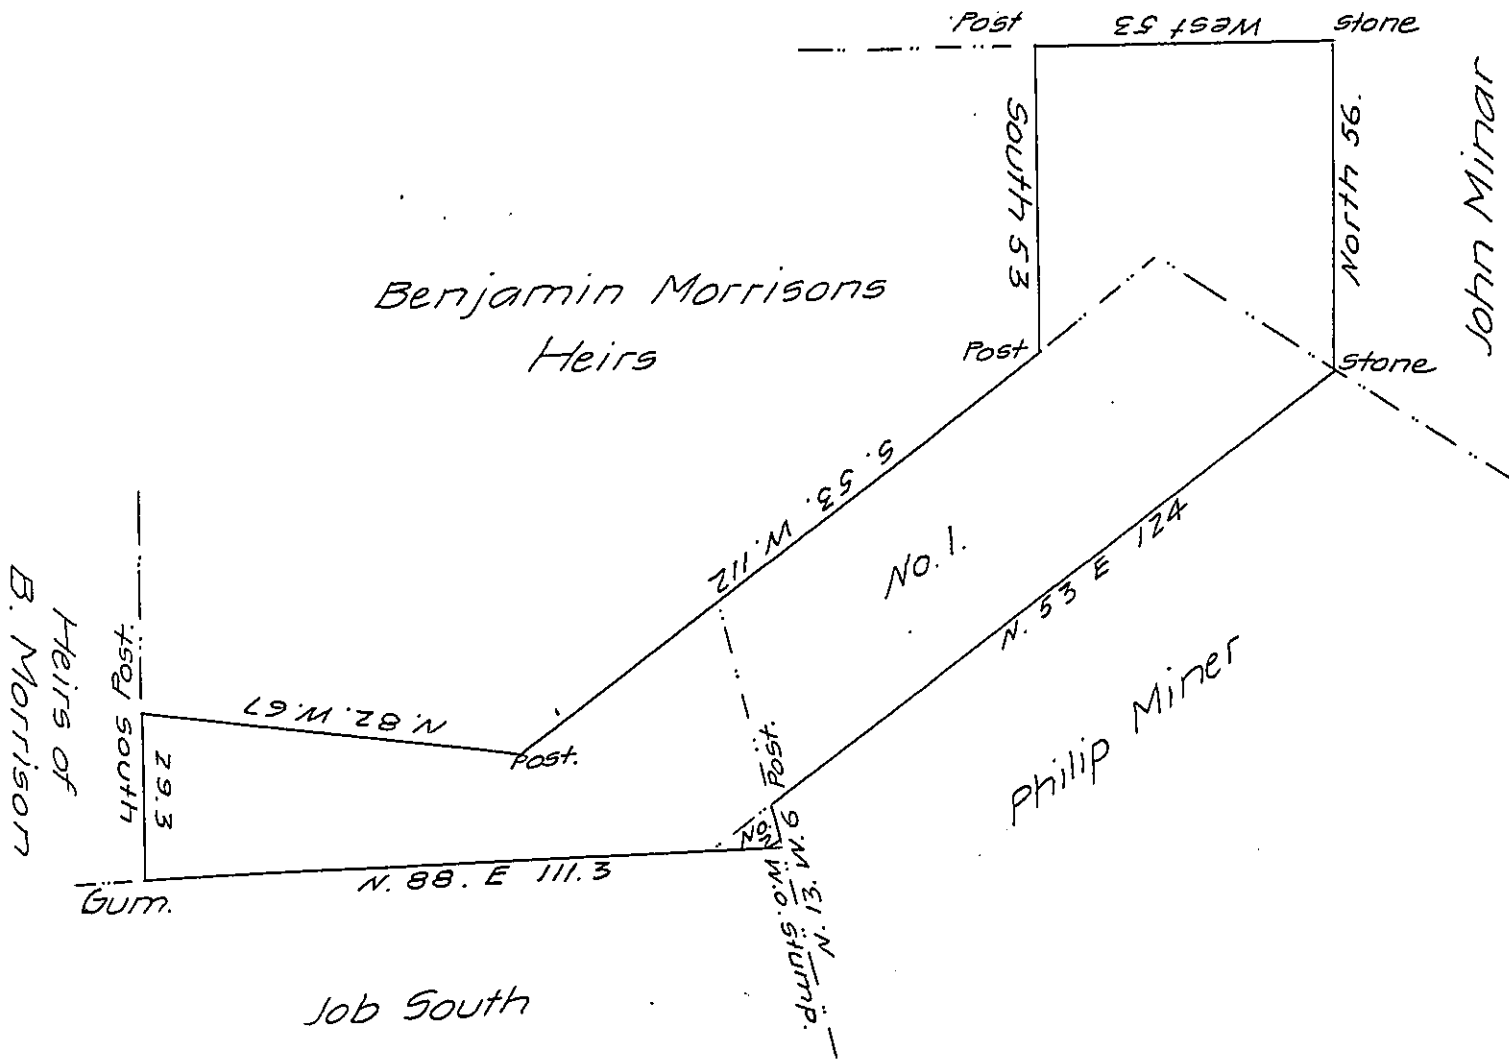 Post
West 53
stone
John Minar
South 53
North 56.
Benjamin Morrisons
Heirs
Post
stone
S. 53. W. 112
No. 1.
N. 53 E 124
Philip Miner
Heirs of
B. Morrison
Post.
South
29.3
N. 82. W. 67
Post.
Post.
No. 2
N. 13. W. 9
W.O. Stump.
N. 88. E 111.3
Gum.
Job South